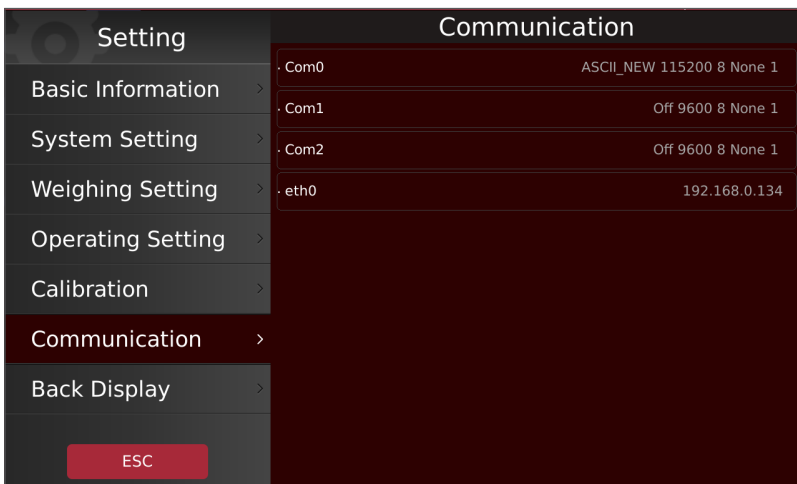 Setting
Communication
Basic Information
System Setting
Weighing Setting
Operating Setting
Calibration
Communication
Back Display
ESC
Com0 ASCII_NEW 115200 8 None 1
Com1 Off 9600 8 None 1
Com2 Off 9600 8 None 1
eth0 192.168.0.134